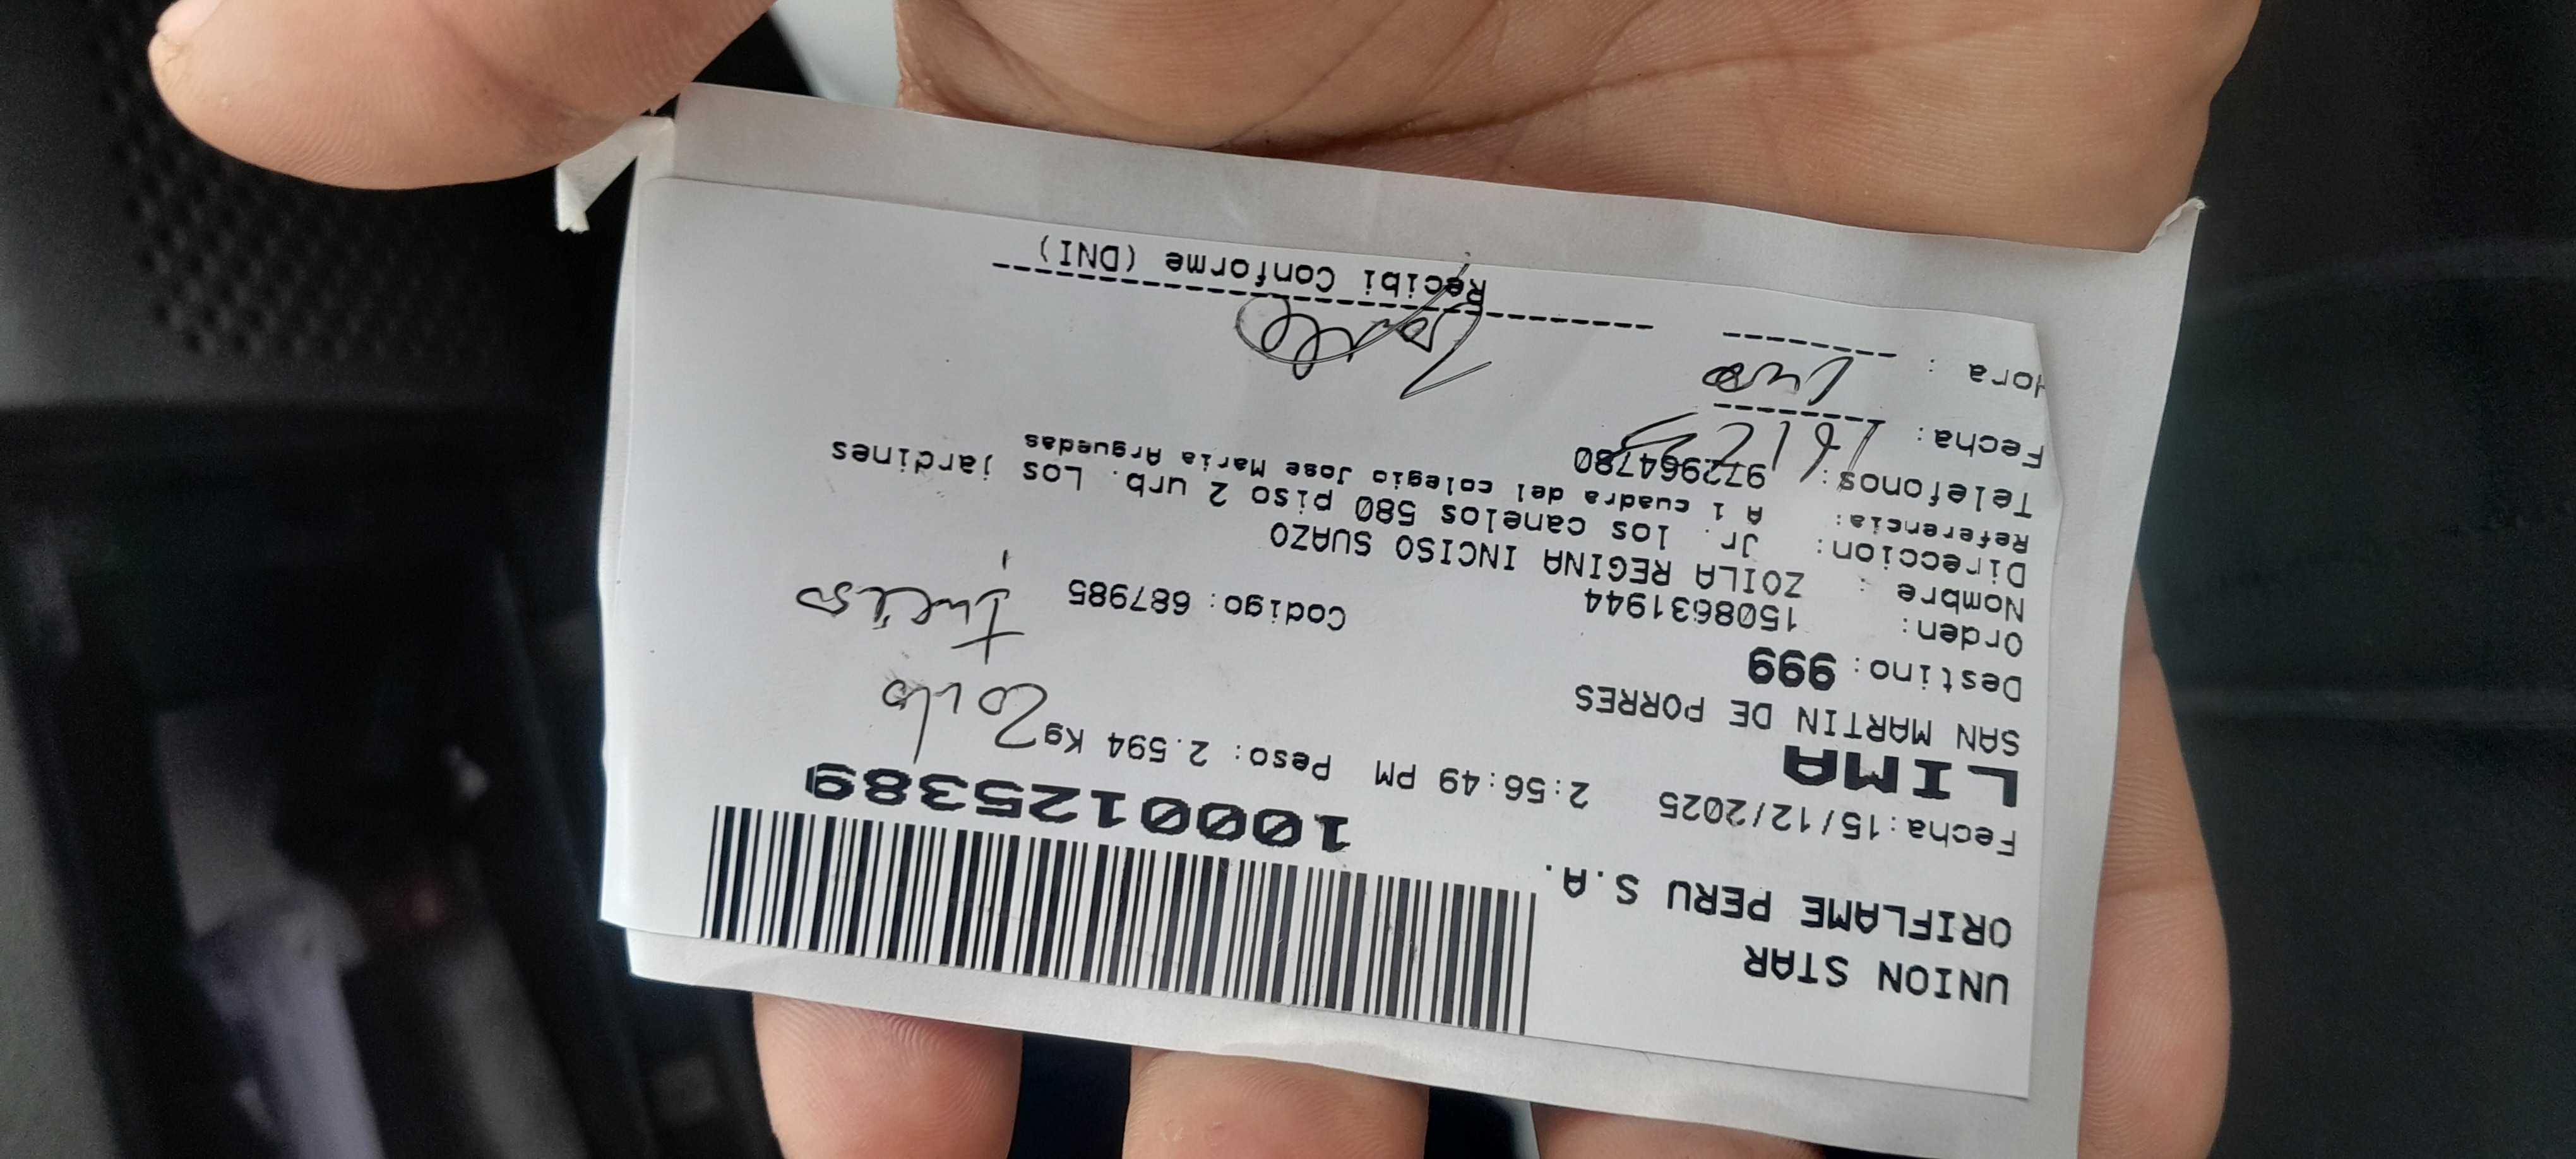 UNION STAR
ORIFLAME PERU S.A.
1000125389
Fecha:15/12/2025 2:56:49 PM Peso: 2.594 Kg
LIMA
SAN MARTIN DE PORRES
Zoila
Destino: 999
Inciso
Orden: 1508631944 Codigo: 687985
Nombre : ZOILA REGINA INCISO SUAZO
Direccion: Jr. los canelos 580 piso 2 urb. Los jardines
Referencia: A 1 cuadra del colegio Jose Maria Arguedas
Telefonos: 972964780
Fecha:
Hora :
Recibi Conforme (DNI)